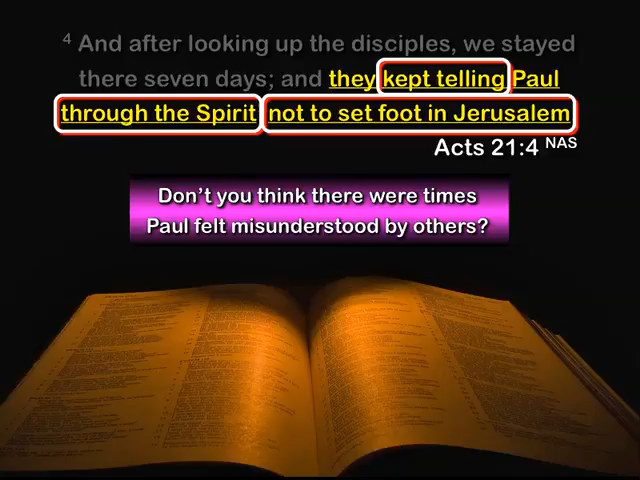 4 And after looking up the disciples, we stayed
there seven days; and they kept telling Paul
through the Spirit not to set foot in Jerusalem
Acts 21:4 NAS
Don’t you think there were times
Paul felt misunderstood by others?